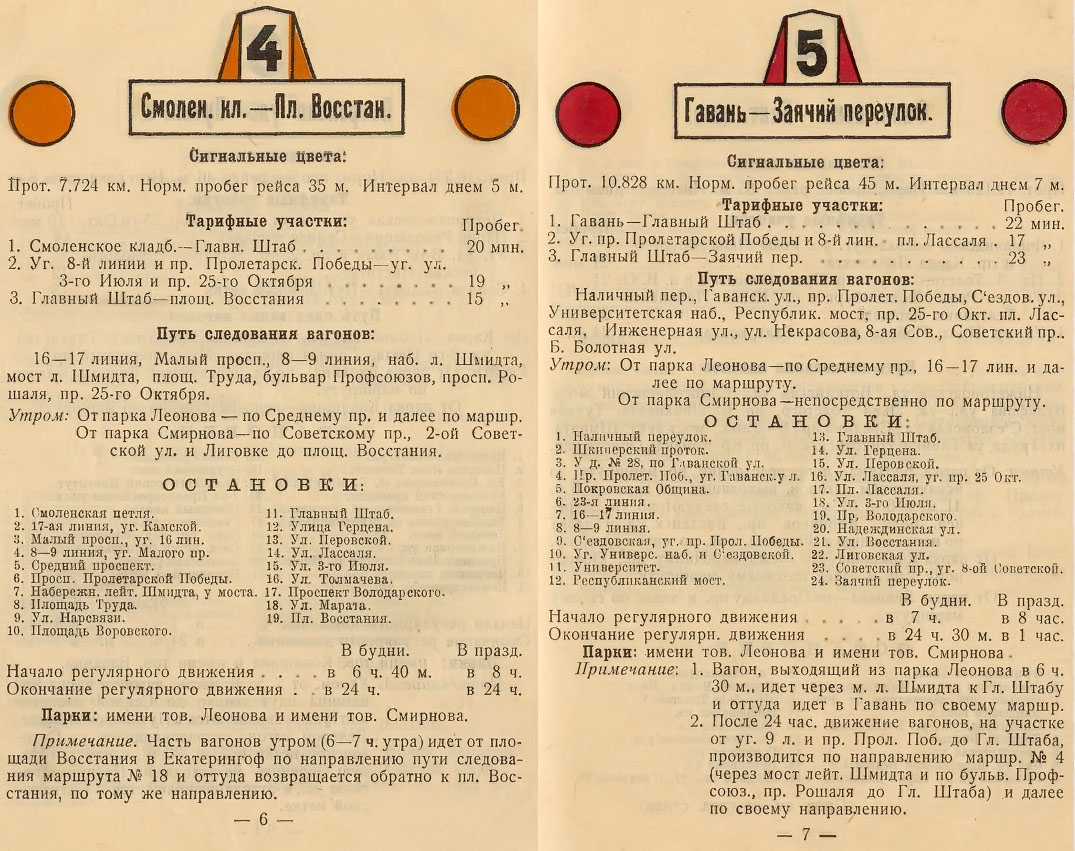 4
Смолен. кл.—Пл. Восстан.
Сигнальные цвета:
Прот. 7.724 км. Норм. пробег рейса 35 м. Интервал днем 5 м.
Тарифные участки: Пробег.
1. Смоленское кладб.—Главн. Штаб . . . . . . . . . 20 мин.
2. Уг. 8-й линии и пр. Пролетарск. Победы—уг. ул.
3-го Июля и пр. 25-го Октября . . . . . . . . 19 „
3. Главный Штаб—площ. Восстания . . . . . . . 15 „
Путь следования вагонов:
16—17 линия, Малый просп., 8—9 линия, наб. л. Шмидта,
мост л. Шмидта, площ. Труда, бульвар Профсоюзов, просп. Ро-
шаля, пр. 25-го Октября.
Утром: От парка Леонова — по Среднему пр. и далее по маршр.
От парка Смирнова—по Советскому пр., 2-ой Совет-
ской ул. и Лиговке до площ. Восстания.
ОСТАНОВКИ:
1. Смоленская петля.
2. 17-ая линия, уг. Камской.
3. Малый просп., уг. 16 лин.
4. 8—9 линия, уг. Малого пр.
5. Средний проспект.
6. Просп. Пролетарской Победы.
7. Набережн. лейт. Шмидта, у моста.
8. Площадь Труда.
9. Ул. Нарсвязи.
10. Площадь Воровского.
11. Главный Штаб.
12. Улица Герцена.
13. Ул. Перовской.
14. Ул. Лассаля.
15. Ул. 3-го Июля.
16. Ул. Толмачева.
17. Проспект Володарского.
18. Ул. Марата.
19. Пл. Восстания.
В будни. В празд.
Начало регулярного движения . . . . в 6 ч. 40 м. в 8 ч.
Окончание регулярного движения . . в 24 ч. в 24 ч.
Парки: имени тов. Леонова и имени тов. Смирнова.
Примечание. Часть вагонов утром (6—7 ч. утра) идет от пло-
щади Восстания в Екатерингоф по направлению пути следова-
ния маршрута № 18 и оттуда возвращается обратно к пл. Вос-
стания, по тому же направлению.
— 6 —
5
Гавань—Заячий переулок.
Сигнальные цвета:
Прот. 10.828 км. Норм. пробег рейса 45 м. Интервал днем 7 м.
Тарифные участки: Пробег.
1. Гавань—Главный Штаб . . . . . . . . . . . . 22 мин.
2. Уг. пр. Пролетарской Победы и 8-й лин. - пл. Лассаля . 17 „
3. Главный Штаб—Заячий пер. . . . . . . . . . 23 „
Путь следования вагонов:
Наличный пер., Гаванск. ул., пр. Пролет. Победы, С‘ездов. ул.,
Университетская наб., Республик. мост, пр. 25-го Окт. пл. Лас-
саля, Инженерная ул., ул. Некрасова, 8-ая Сов., Советский пр..
Б. Болотная ул.
Утром: От парка Леонова—по Среднему пр., 16—17 лин. и да-
лее по маршруту.
От парка Смирнова—непосредственно по маршруту.
ОСТАНОВКИ:
1. Наличный переулок.
2. Шкиперский проток.
3. У д. № 28, по Гаванской ул.
4. Пр. Пролет. Поб., уг. Гаванск.ул.
5. Покровская Община.
6. 23-я линия.
7. 16—17 линия.
8. 8—9 линия.
9. С‘ездовская, уг. пр. Прол. Победы.
10. Уг. Универс. наб. и С‘ездовской.
11. Университет.
12. Республиканский мост.
13. Главный Штаб.
14. Ул. Герцена.
15. Ул. Перовской.
16. Ул. Лассаля, уг. пр. 25 Окт.
17. Пл. Лассаля.
18. Ул. 3-го Июля.
19. Пр. Володарского.
20. Надеждинская ул.
21. Ул. Восстания.
22. Лиговская ул.
23. Советский пр., уг. 8-ой Советской.
24. Заячий переулок.
В будни. В празд.
Начало регулярного движения . . . . . в 7 ч. в 8 час.
Окончание регулярн. движения . . . . в 24 ч. 30 м. в 1 час.
Парки: имени тов. Леонова и имени тов. Смирнова.
Примечание: 1. Вагон, выходящий из парка Леонова в 6 ч.
30 м., идет через м. л. Шмидта к Гл. Штабу
и оттуда идет в Гавань по своему маршр.
2. После 24 час. движение вагонов, на участке
от уг. 9 л. и пр. Прол. Поб. до Гл. Штаба,
производится по направлению маршр. № 4
(через мост лейт. Шмидта и по бульв. Проф-
союз., пр. Рошаля до Гл. Штаба) и далее
по своему направлению.
— 7 —